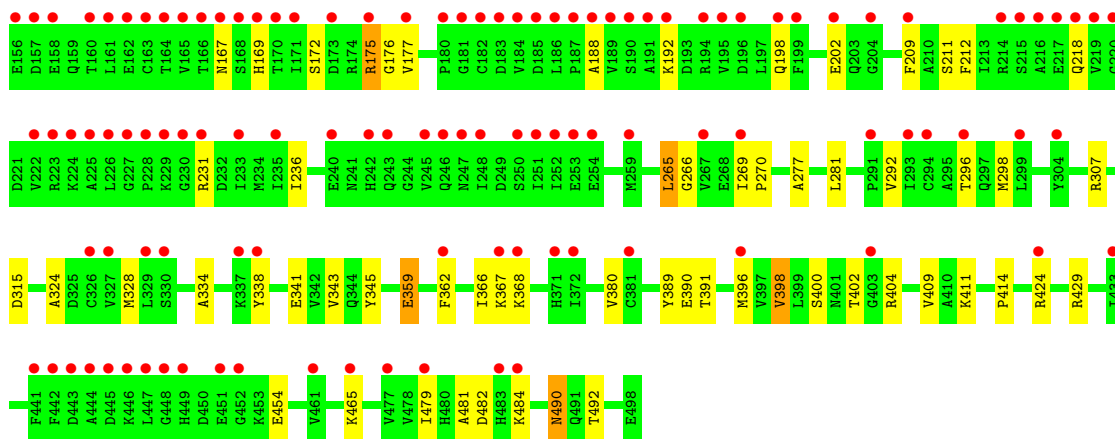 E156 D157 E158 Q159 T160 L161 E162 C163 T164 V165 T166 N167 S168 H169 T170 I171 S172 D173 R174 R175 G176 V177 P180 G181 C182 D183 V184 D185 L186 P187 A188 V189 S190 A191 K192 D193 R194 V195 D196 L197 Q198 F199 E202 Q203 G204 F209 A210 S211 F212 I213 R214 S215 A216 E217 Q218 V219
D221 V222 R223 K224 A225 L226 G227 P228 K229 G230 R231 D232 I233 M234 I235 I236 E240 N241 H242 Q243 G244 V245 Q246 N247 I248 D249 S250 I251 I252 E253 E254 M259 L265 G266 V267 E268 I269 P270 A277 L281 P291 V292 I293 C294 A295 T296 Q297 M298 L299 Y304 R307
D315 A324 D325 C326 V327 M328 L329 S330 A334 K337 Y338 E341 V342 V343 Q344 Y345 E359 F362 I366 K367 K368 H371 I372 V380 C381 Y389 E390 T391 M396 V397 V398 L399 S400 N401 T402 G403 R404 V409 A410 K411 P414 R424 R429
F441 F442 D443 A444 D445 K446 L447 G448 H449 D450 E451 G452 K453 E454 V461 K465 V477 V478 I479 H480 A481 D482 H483 K484 N490 Q491 T492 E498